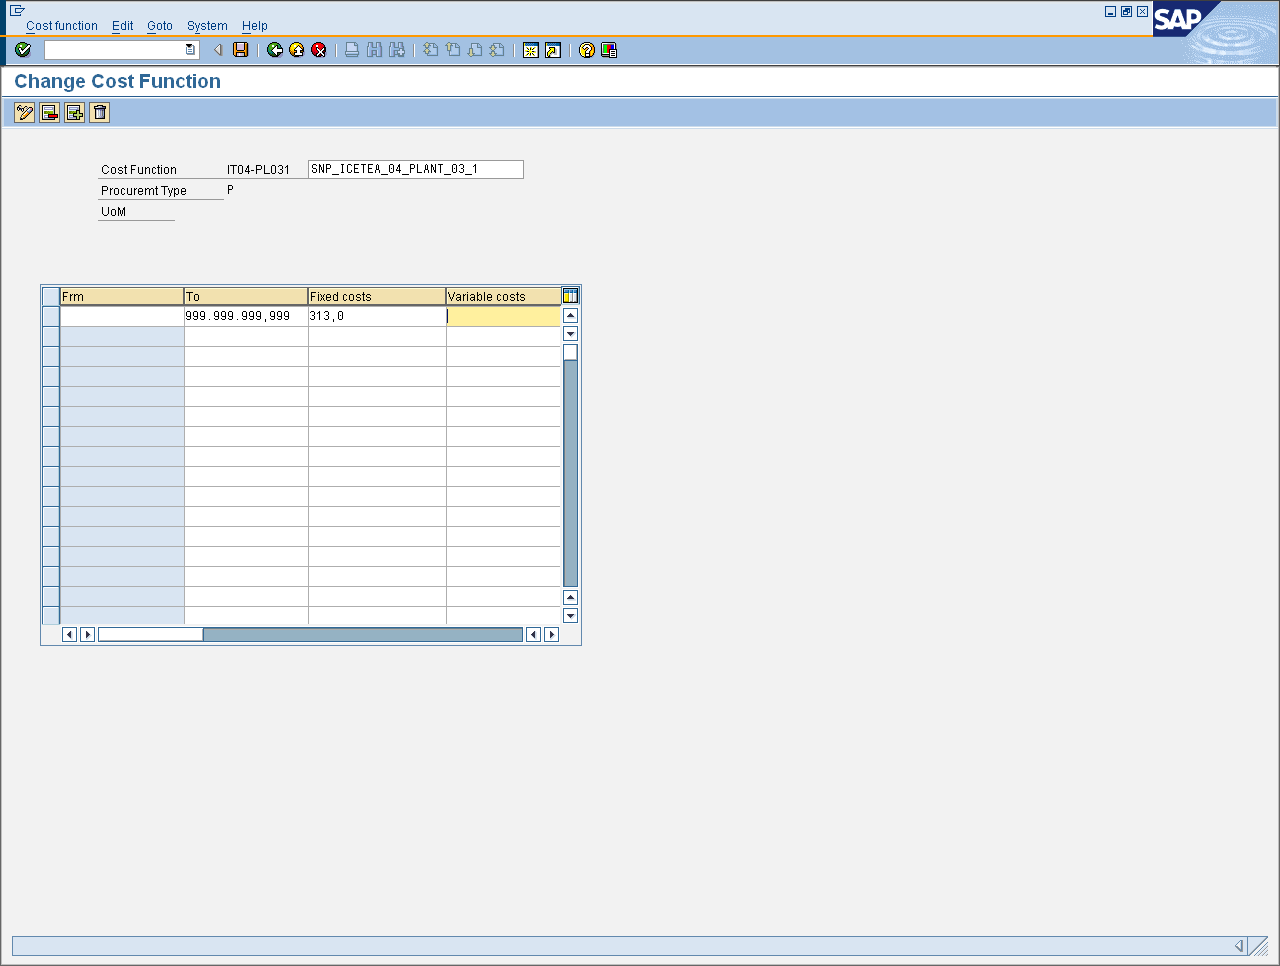 Cost function Edit Goto System Help
SAP
Change Cost Function
Cost Function IT04-PL031 SNP_ICETEA_04_PLANT_03_1
Procuremt Type P
UoM
Frm To Fixed costs Variable costs
999.999.999,999 313,0